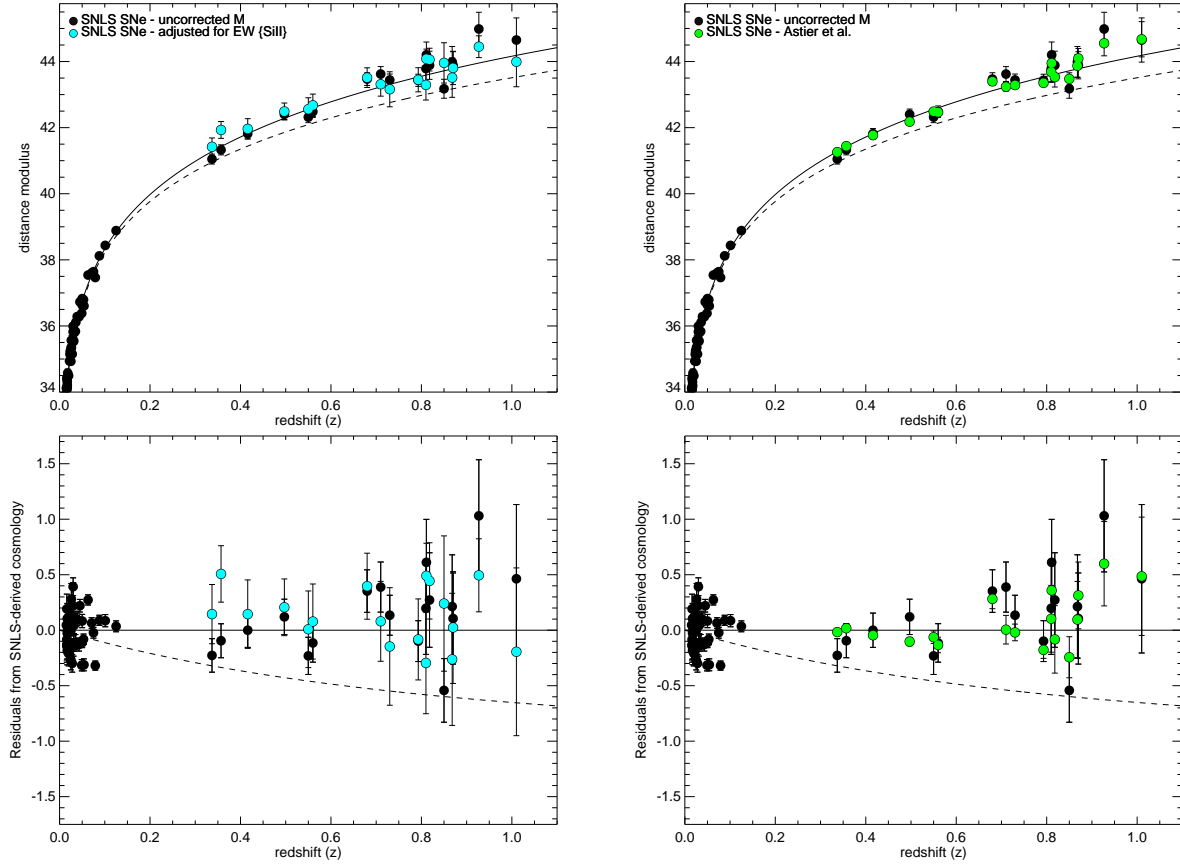 SNLS SNe - uncorrected M
SNLS SNe - adjusted for EW {SiII}
distance modulus
44
42
40
38
36
34
0.0 0.2 0.4 0.6 0.8 1.0
redshift (z)
SNLS SNe - uncorrected M
SNLS SNe - Astier et al.
distance modulus
44
42
40
38
36
34
0.0 0.2 0.4 0.6 0.8 1.0
redshift (z)
Residuals from SNLS-derived cosmology
1.5
1.0
0.5
0.0
-0.5
-1.0
-1.5
0.0 0.2 0.4 0.6 0.8 1.0
redshift (z)
Residuals from SNLS-derived cosmology
1.5
1.0
0.5
0.0
-0.5
-1.0
-1.5
0.0 0.2 0.4 0.6 0.8 1.0
redshift (z)